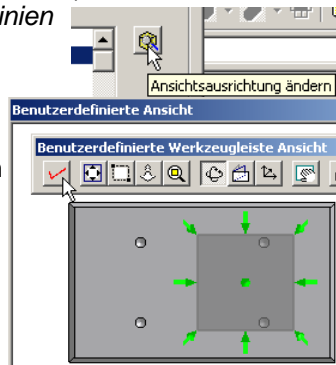 inien
Ansichtsausrichtung ändern
Benutzerdefinierte Ansicht
Benutzerdefinierte Werkzeugleiste Ansicht